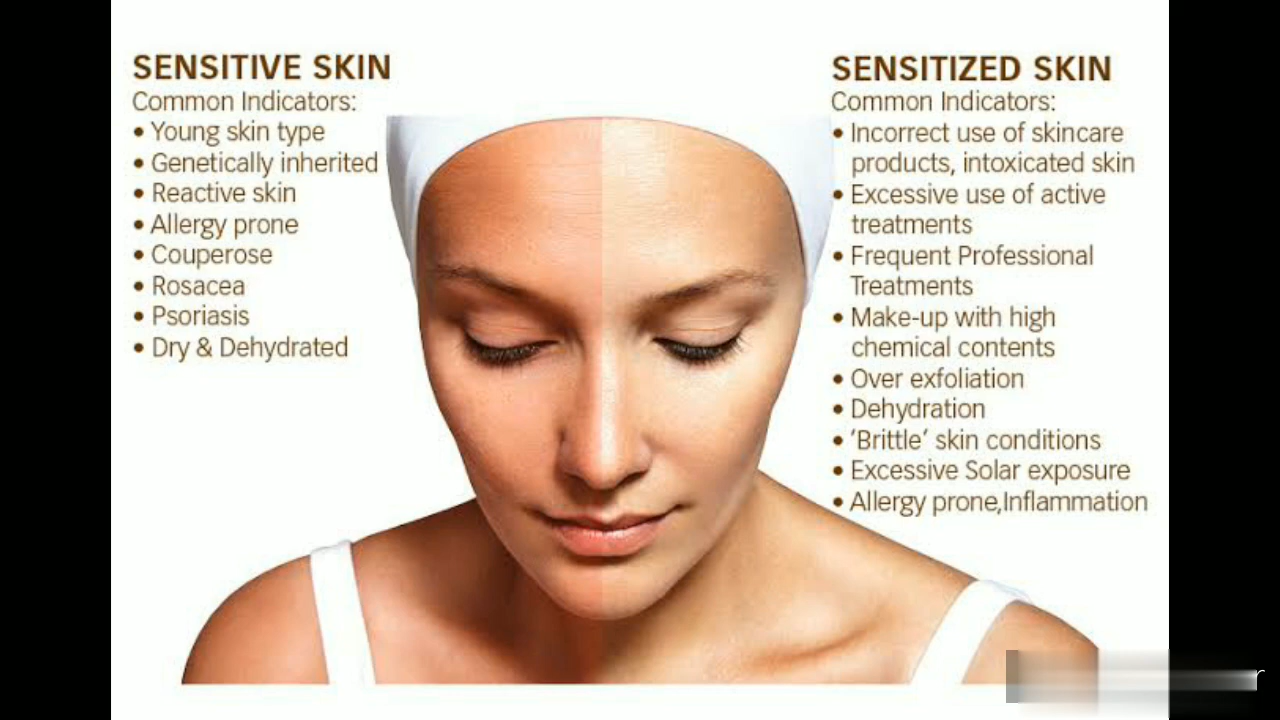 SENSITIVE SKIN
Common Indicators:
• Young skin type
• Genetically inherited
• Reactive skin
• Allergy prone
• Couperose
• Rosacea
• Psoriasis
• Dry & Dehydrated
SENSITIZED SKIN
Common Indicators:
• Incorrect use of skincare
products, intoxicated skin
• Excessive use of active
treatments
• Frequent Professional
Treatments
• Make-up with high
chemical contents
• Over exfoliation
• Dehydration
• ‘Brittle’ skin conditions
• Excessive Solar exposure
• Allergy prone,Inflammation